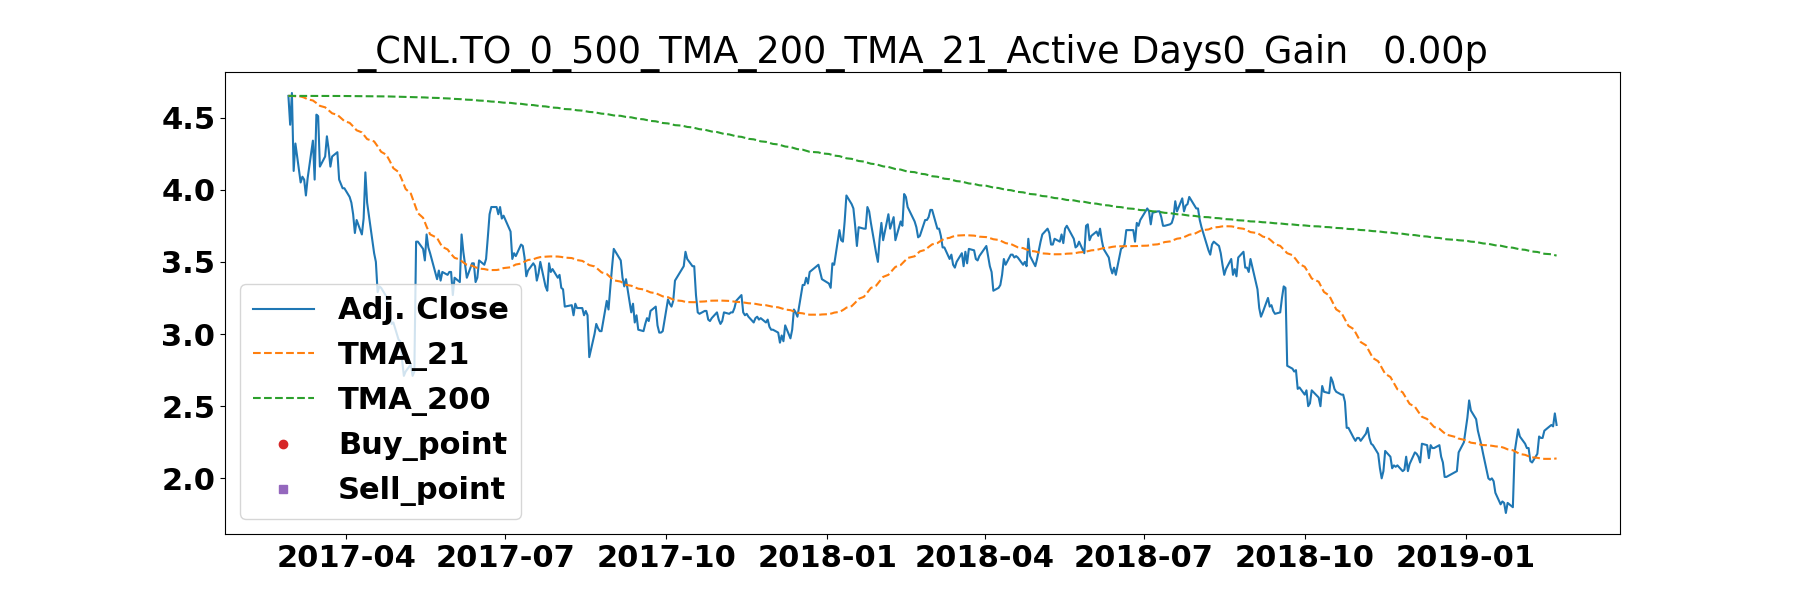 _CNL.TO_0_500_TMA_200_TMA_21_Active Days0_Gain   0.00p
4.5
4.0
3.5
3.0
2.5
2.0
Adj. Close
TMA_21
TMA_200
Buy_point
Sell_point
2017-04 2017-07 2017-10 2018-01 2018-04 2018-07 2018-10 2019-01